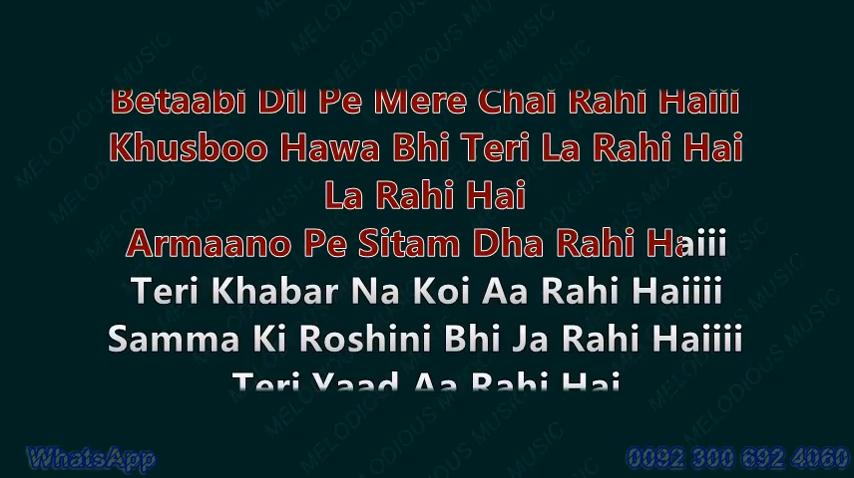 Betaabi Dil Pe Mere Chai Rahi Haiii
Khusboo Hawa Bhi Teri La Rahi Hai
La Rahi Hai
Armaano Pe Sitam Dha Rahi Haiii
Teri Khabar Na Koi Aa Rahi Haiiii
Samma Ki Roshini Bhi Ja Rahi Haiiii
Teri Yaad Aa Rahi Hai
WhatsApp
0092 300 692 4060
MELODIOUS MUSIC